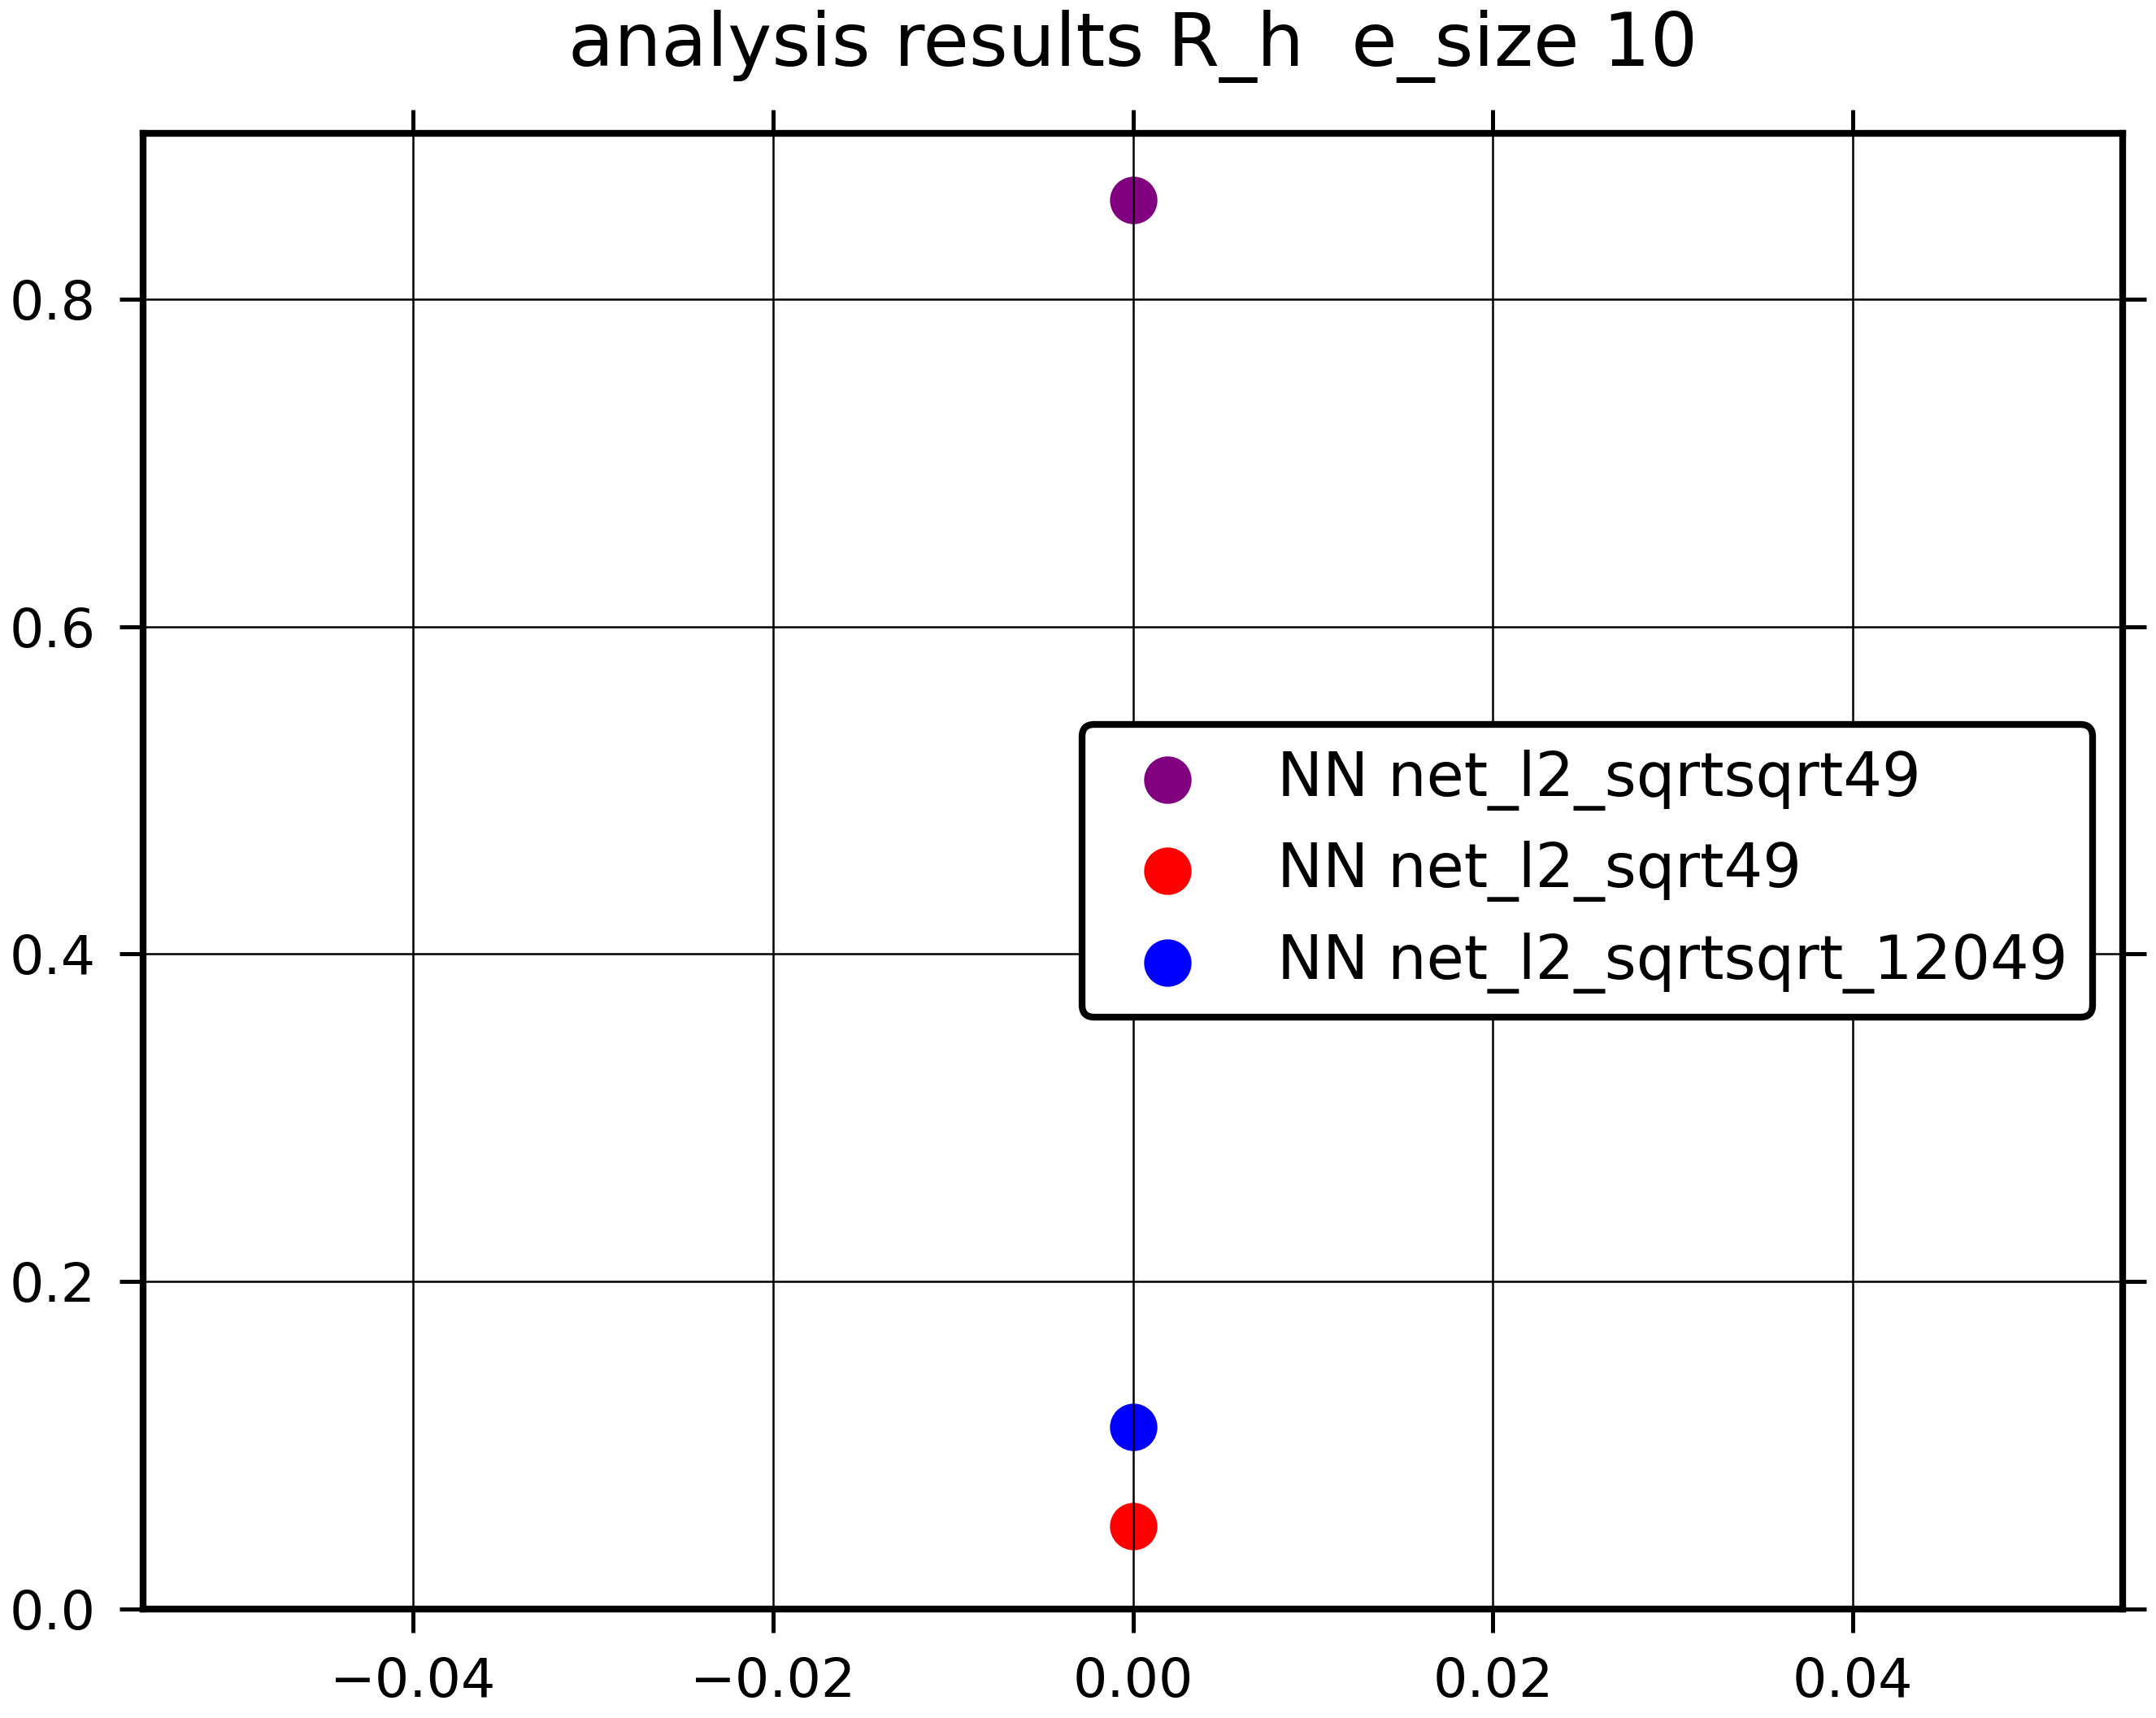 analysis results R_h  e_size 10
0.8
0.6
0.4
0.2
0.0
NN net_l2_sqrtsqrt49
NN net_l2_sqrt49
NN net_l2_sqrtsqrt_12049
−0.04 −0.02 0.00 0.02 0.04